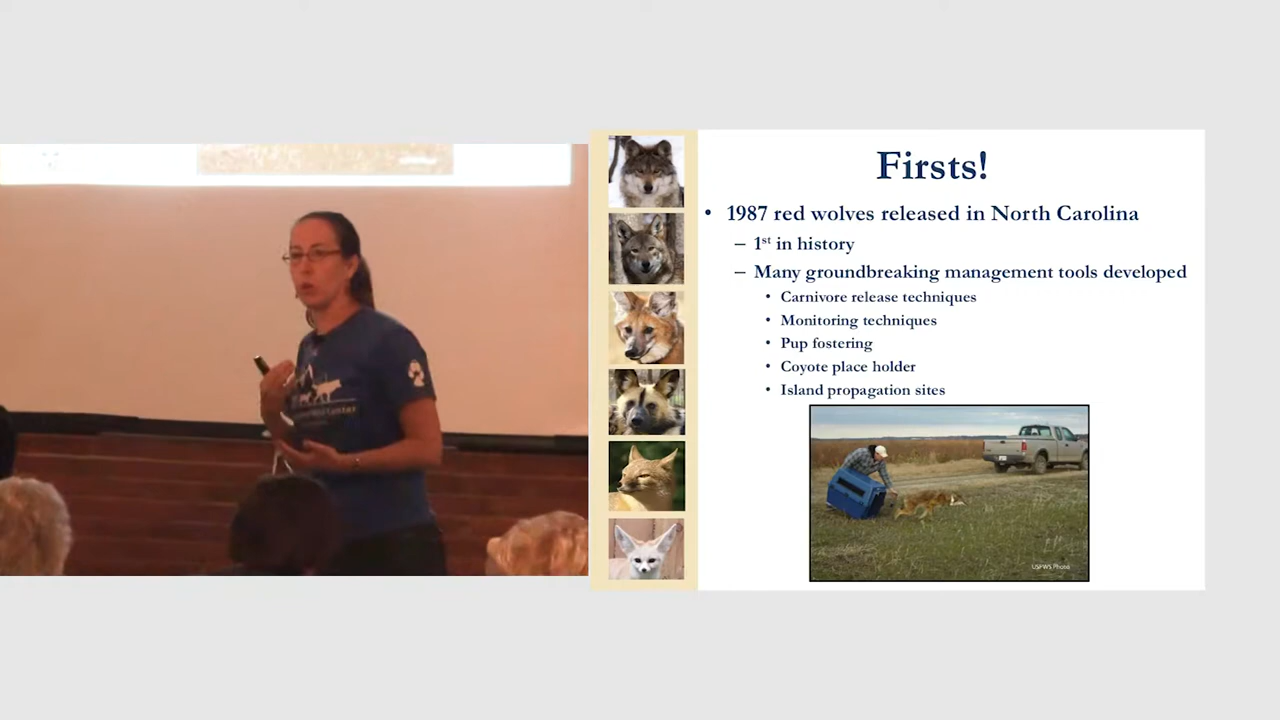 Firsts!
• 1987 red wolves released in North Carolina
– 1st in history
– Many groundbreaking management tools developed
• Carnivore release techniques
• Monitoring techniques
• Pup fostering
• Coyote place holder
• Island propagation sites
USFWS Photo